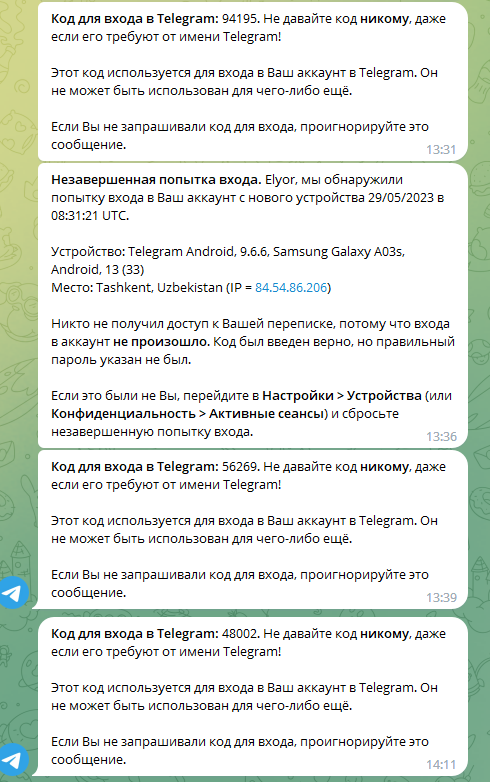 Код для входа в Telegram: 94195. Не давайте код никому, даже
если его требуют от имени Telegram!
Этот код используется для входа в Ваш аккаунт в Telegram. Он
не может быть использован для чего-либо ещё.
Если Вы не запрашивали код для входа, проигнорируйте это
сообщение.
13:31
Незавершенная попытка входа. Elyor, мы обнаружили
попытку входа в Ваш аккаунт с нового устройства 29/05/2023 в
08:31:21 UTC.
Устройство: Telegram Android, 9.6.6, Samsung Galaxy A03s,
Android, 13 (33)
Место: Tashkent, Uzbekistan (IP = 84.54.86.206)
Никто не получил доступ к Вашей переписке, потому что входа
в аккаунт не произошло. Код был введен верно, но правильный
пароль указан не был.
Если это были не Вы, перейдите в Настройки > Устройства (или
Конфиденциальность > Активные сеансы) и сбросьте
незавершенную попытку входа.
13:36
Код для входа в Telegram: 56269. Не давайте код никому, даже
если его требуют от имени Telegram!
Этот код используется для входа в Ваш аккаунт в Telegram. Он
не может быть использован для чего-либо ещё.
Если Вы не запрашивали код для входа, проигнорируйте это
сообщение.
13:39
Код для входа в Telegram: 48002. Не давайте код никому, даже
если его требуют от имени Telegram!
Этот код используется для входа в Ваш аккаунт в Telegram. Он
не может быть использован для чего-либо ещё.
Если Вы не запрашивали код для входа, проигнорируйте это
сообщение.
14:11